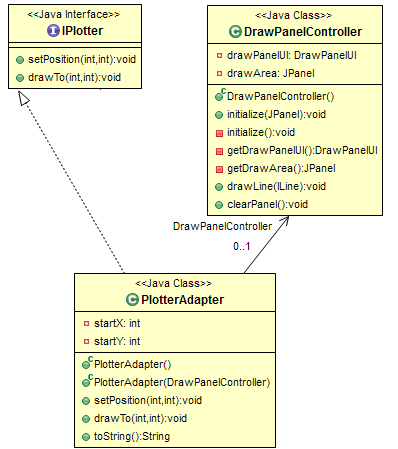 <<Java Interface>>
IPlotter
setPosition(int,int):void
drawTo(int,int):void
<<Java Class>>
DrawPanelController
drawPanelUI: DrawPanelUI
drawArea: JPanel
DrawPanelController()
initialize(JPanel):void
initialize():void
getDrawPanelUI():DrawPanelUI
getDrawArea():JPanel
drawLine(ILine):void
clearPanel():void
DrawPanelController
0..1
<<Java Class>>
PlotterAdapter
startX: int
startY: int
PlotterAdapter()
PlotterAdapter(DrawPanelController)
setPosition(int,int):void
drawTo(int,int):void
toString():String